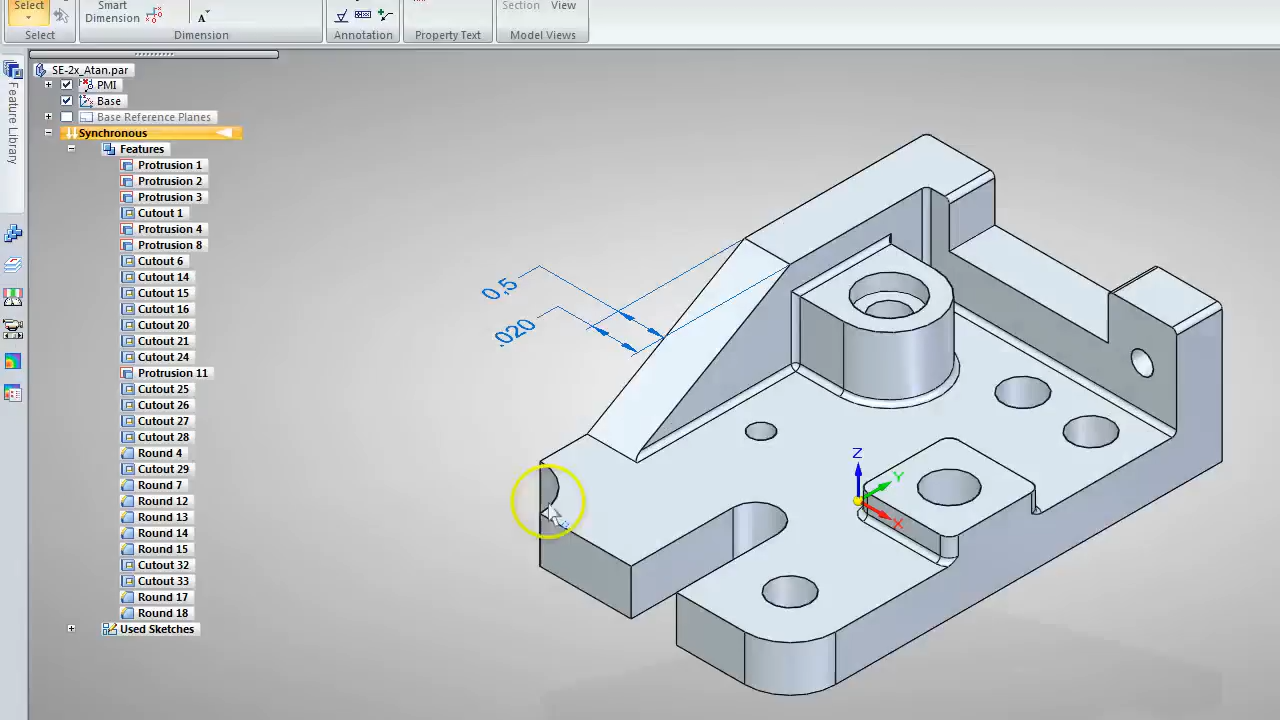 Select
Smart
Dimension
A
Section
View
Select
Dimension
Annotation
Property Text
Model Views
Feature Library
SE-2x_Atan.par
PMI
Base
Base Reference Planes
Synchronous
Features
Protrusion 1
Protrusion 2
Protrusion 3
Cutout 1
Protrusion 4
Protrusion 8
Cutout 6
Cutout 14
Cutout 15
Cutout 16
Cutout 20
Cutout 21
Cutout 24
Protrusion 11
Cutout 25
Cutout 26
Cutout 27
Cutout 28
Round 4
Cutout 29
Round 7
Round 12
Round 13
Round 14
Round 15
Cutout 32
Cutout 33
Round 17
Round 18
Used Sketches
0,5
.020
Z
Y
X